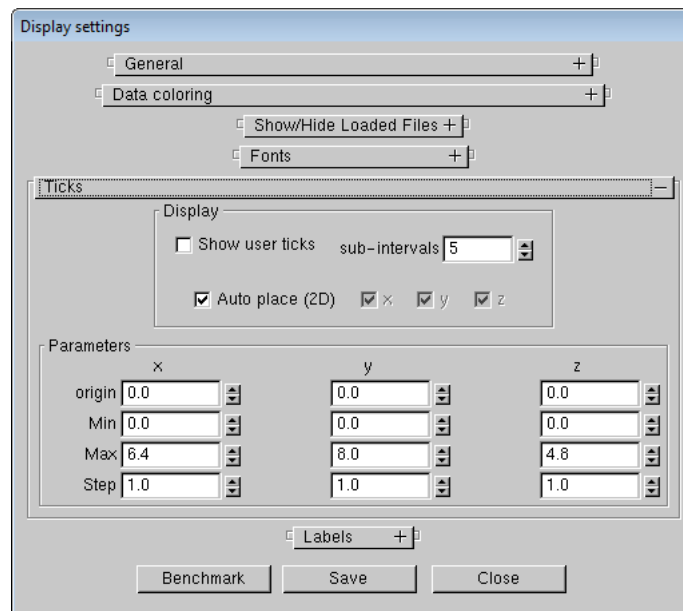 Display settings
General +
Data coloring +
Show/Hide Loaded Files +
Fonts +
Ticks −
Display
Show user ticks sub-intervals 5
Auto place (2D) x y z
Parameters
x y z
origin 0.0 0.0 0.0
Min 0.0 0.0 0.0
Max 6.4 8.0 4.8
Step 1.0 1.0 1.0
Labels +
Benchmark Save Close